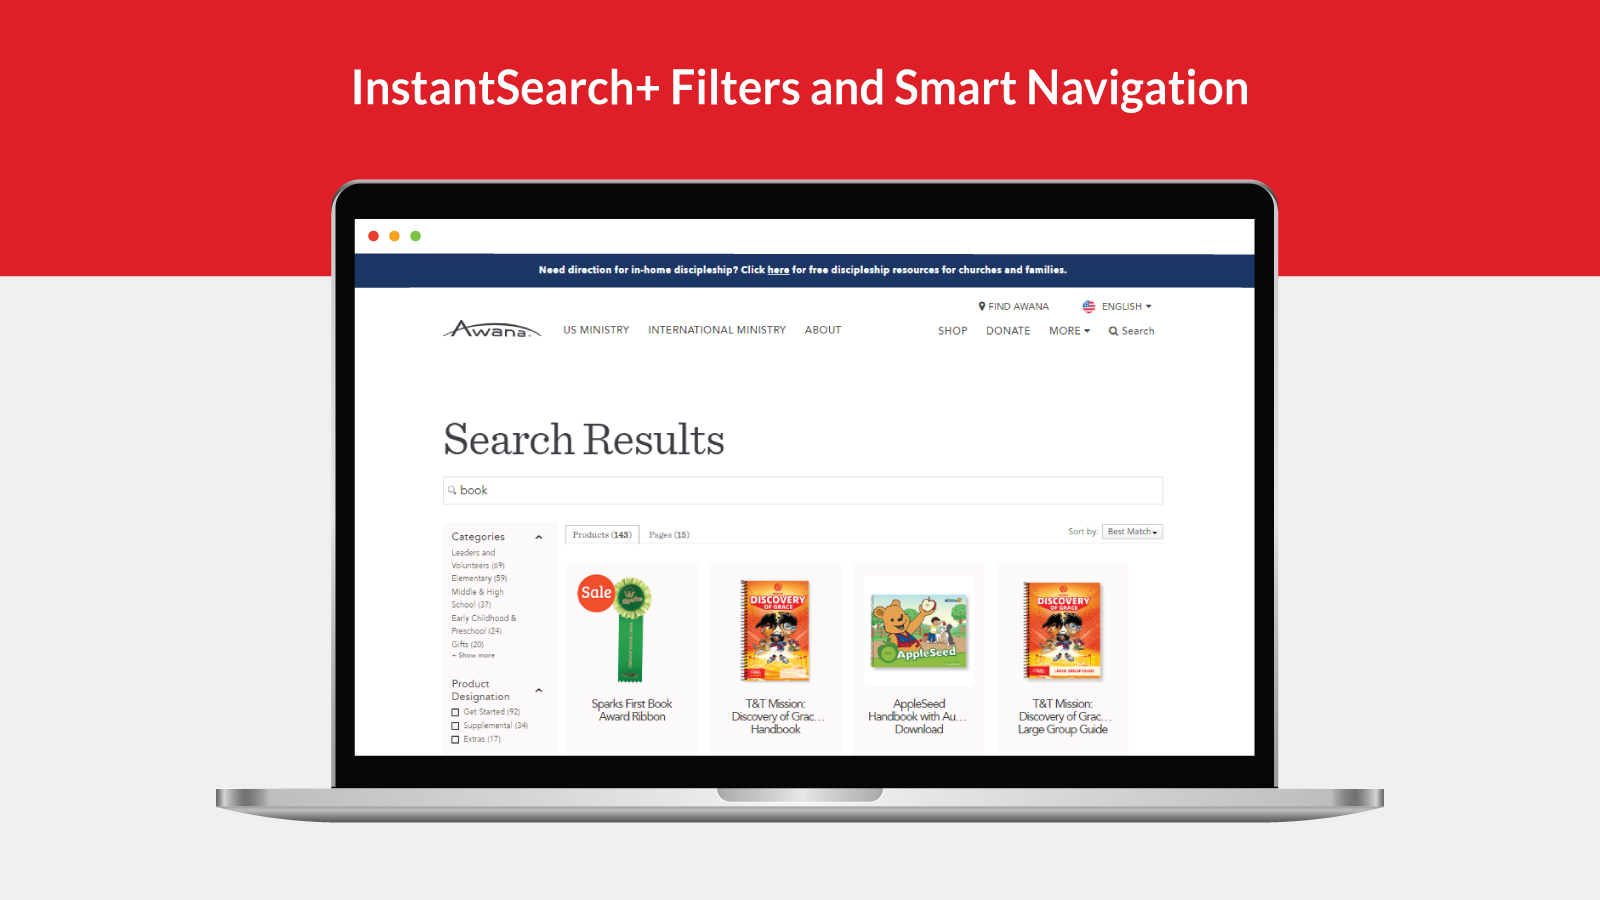 InstantSearch+ Filters and Smart Navigation
Need direction for in-home discipleship? Click here for free discipleship resources for churches and families.
FIND AWANA
ENGLISH
Awana.
US MINISTRY
INTERNATIONAL MINISTRY
ABOUT
SHOP
DONATE
MORE
Search
Search Results
book
Categories
Leaders and
Volunteers (69)
Elementary (59)
Middle & High
School (37)
Early Childhood &
Preschool (24)
Gifts (20)
+ Show more
Product
Designation
Get Started (92)
Supplemental (34)
Extras (17)
Products (143)
Pages (15)
Sort by:
Best Match
Sale
Sparks First Book
Award Ribbon
DISCOVERY
OF GRACE
T&T Mission:
Discovery of Grac...
Handbook
AppleSeed
AppleSeed
Handbook with Au...
Download
DISCOVERY
OF GRACE
LARGE GROUP GUIDE
T&T Mission:
Discovery of Grac...
Large Group Guide